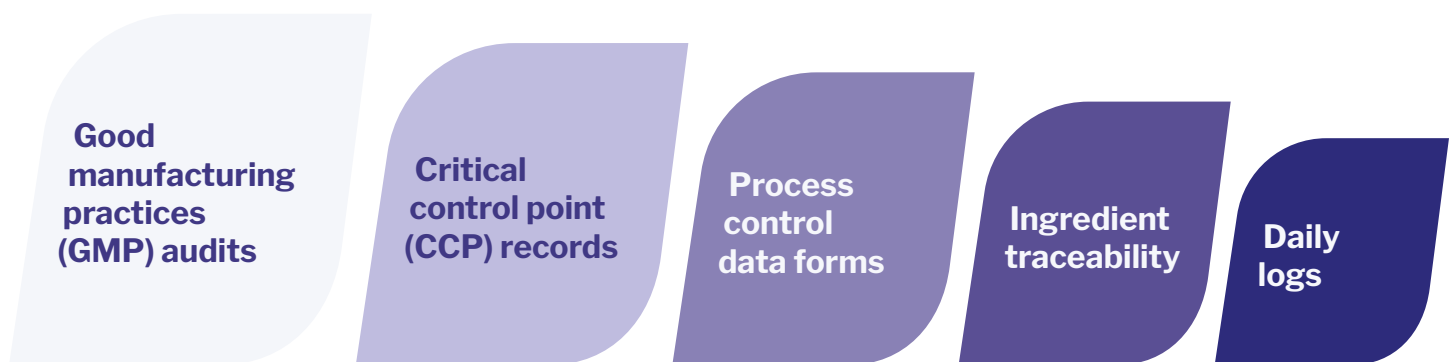 Good
manufacturing
practices
(GMP) audits
Critical
control point
(CCP) records
Process
control
data forms
Ingredient
traceability
Daily
logs